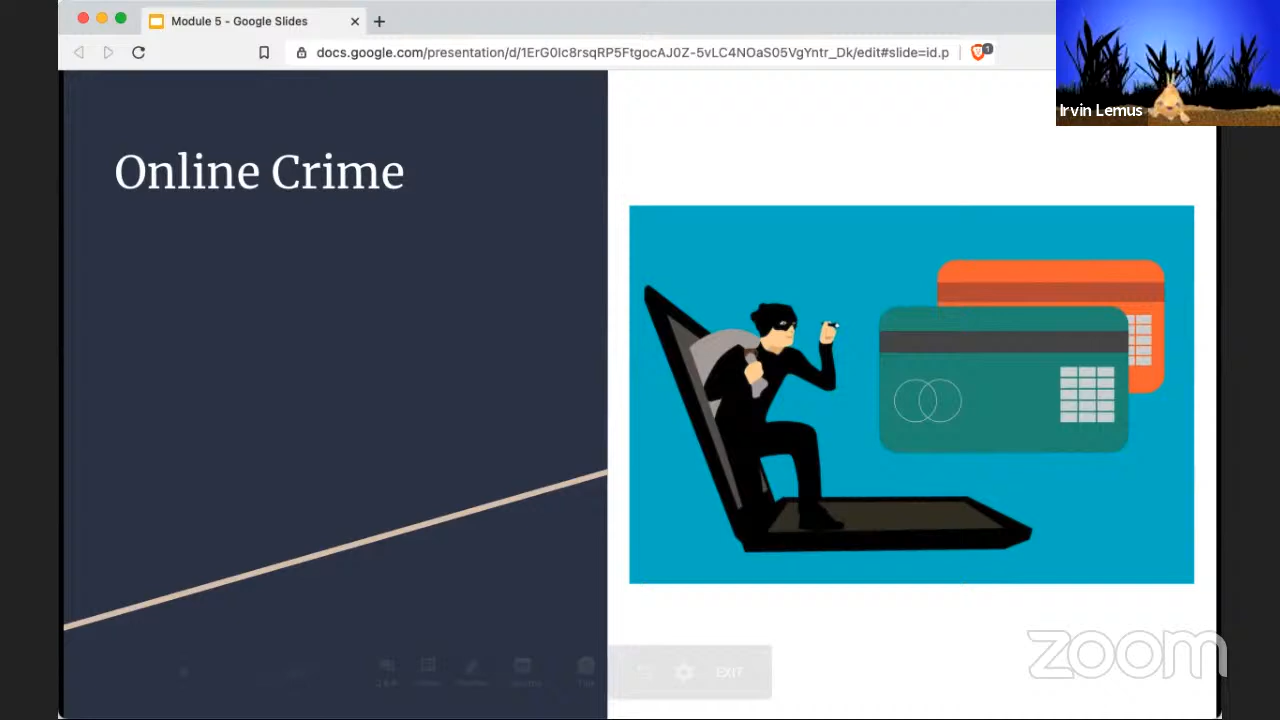 Module 5 - Google Slides
docs.google.com/presentation/d/1ErG0Ic8rsqRP5FtgocAJ0Z-5vLC4NOaS05VgYntr_Dk/edit#slide=id.p
1
Irvin Lemus
Online Crime
EXIT
zoom